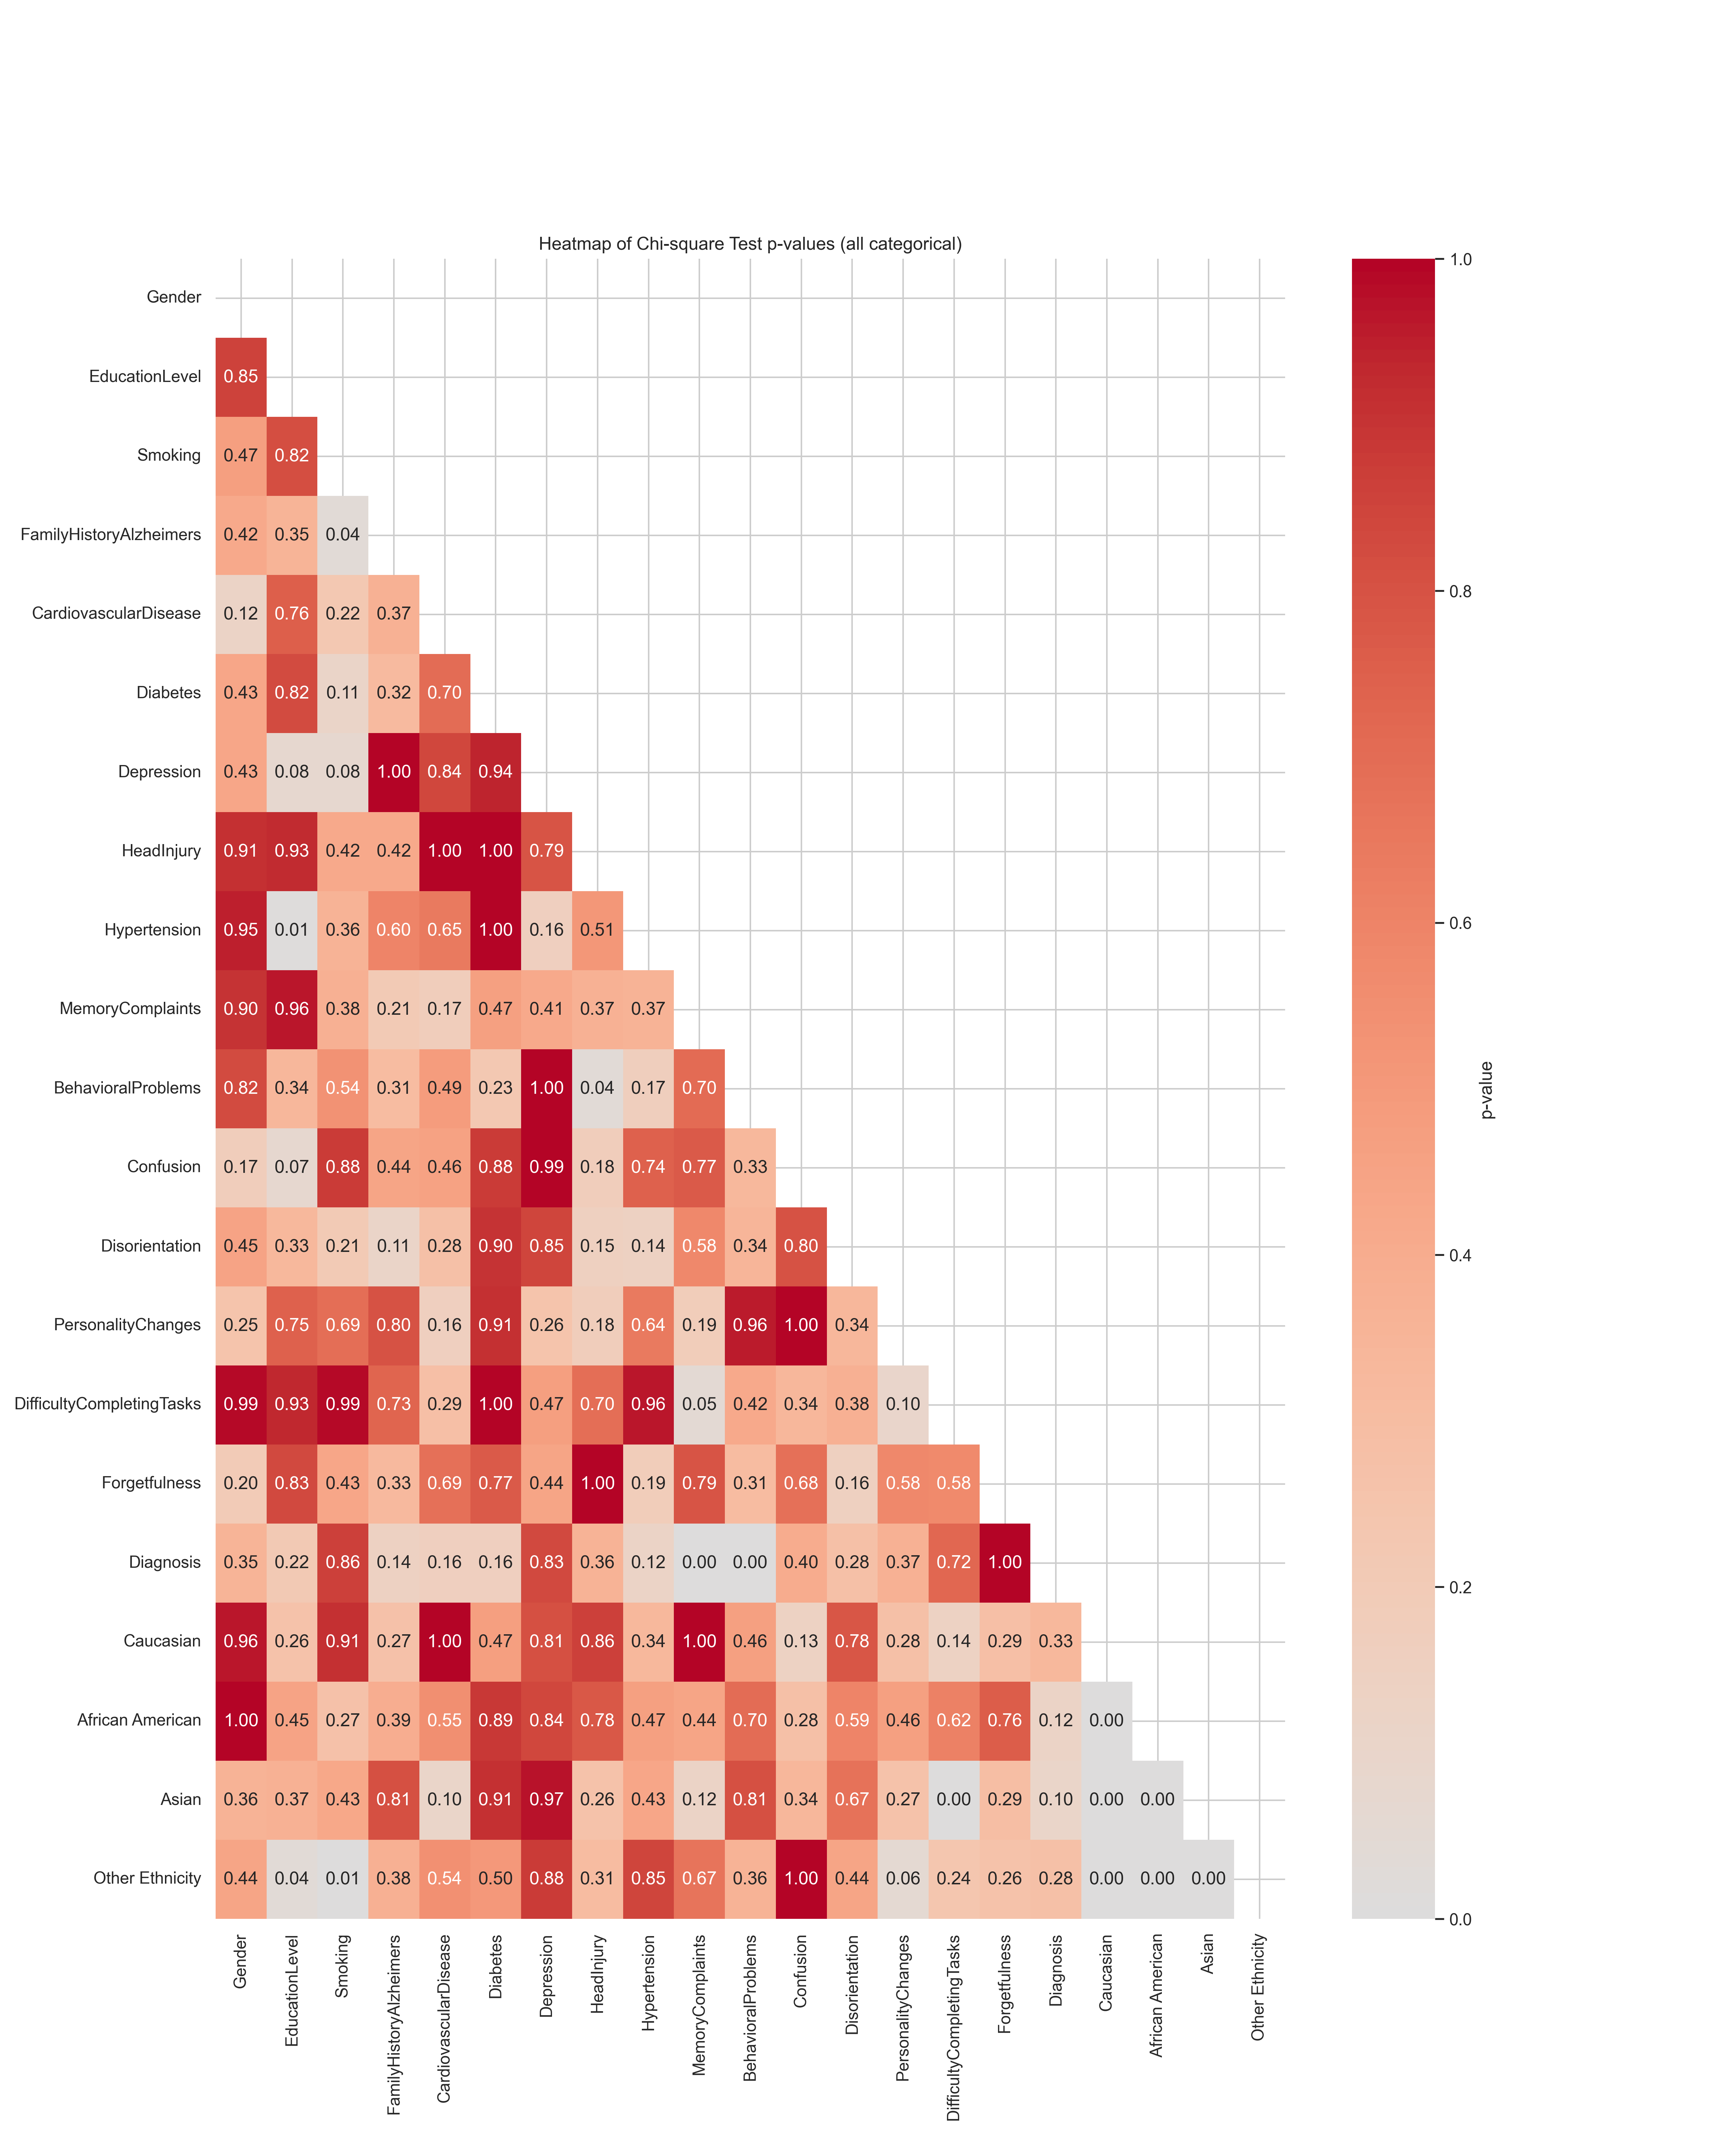 Heatmap of Chi-square Test p-values (all categorical)
Gender
EducationLevel 0.85
Smoking 0.47 0.82
FamilyHistoryAlzheimers 0.42 0.35 0.04
CardiovascularDisease 0.12 0.76 0.22 0.37
Diabetes 0.43 0.82 0.11 0.32 0.70
Depression 0.43 0.08 0.08 1.00 0.84 0.94
HeadInjury 0.91 0.93 0.42 0.42 1.00 1.00 0.79
Hypertension 0.95 0.01 0.36 0.60 0.65 1.00 0.16 0.51
MemoryComplaints 0.90 0.96 0.38 0.21 0.17 0.47 0.41 0.37 0.37
BehavioralProblems 0.82 0.34 0.54 0.31 0.49 0.23 1.00 0.04 0.17 0.70
Confusion 0.17 0.07 0.88 0.44 0.46 0.88 0.99 0.18 0.74 0.77 0.33
Disorientation 0.45 0.33 0.21 0.11 0.28 0.90 0.85 0.15 0.14 0.58 0.34 0.80
PersonalityChanges 0.25 0.75 0.69 0.80 0.16 0.91 0.26 0.18 0.64 0.19 0.96 1.00 0.34
DifficultyCompletingTasks 0.99 0.93 0.99 0.73 0.29 1.00 0.47 0.70 0.96 0.05 0.42 0.34 0.38 0.10
Forgetfulness 0.20 0.83 0.43 0.33 0.69 0.77 0.44 1.00 0.19 0.79 0.31 0.68 0.16 0.58 0.58
Diagnosis 0.35 0.22 0.86 0.14 0.16 0.16 0.83 0.36 0.12 0.00 0.00 0.40 0.28 0.37 0.72 1.00
Caucasian 0.96 0.26 0.91 0.27 1.00 0.47 0.81 0.86 0.34 1.00 0.46 0.13 0.78 0.28 0.14 0.29 0.33
African American 1.00 0.45 0.27 0.39 0.55 0.89 0.84 0.78 0.47 0.44 0.70 0.28 0.59 0.46 0.62 0.76 0.12 0.00
Asian 0.36 0.37 0.43 0.81 0.10 0.91 0.97 0.26 0.43 0.12 0.81 0.34 0.67 0.27 0.00 0.29 0.10 0.00 0.00
Other Ethnicity 0.44 0.04 0.01 0.38 0.54 0.50 0.88 0.31 0.85 0.67 0.36 1.00 0.44 0.06 0.24 0.26 0.28 0.00 0.00 0.00
Gender
EducationLevel
Smoking
FamilyHistoryAlzheimers
CardiovascularDisease
Diabetes
Depression
HeadInjury
Hypertension
MemoryComplaints
BehavioralProblems
Confusion
Disorientation
PersonalityChanges
DifficultyCompletingTasks
Forgetfulness
Diagnosis
Caucasian
African American
Asian
Other Ethnicity
1.0
0.8
0.6
0.4
0.2
0.0
p-value